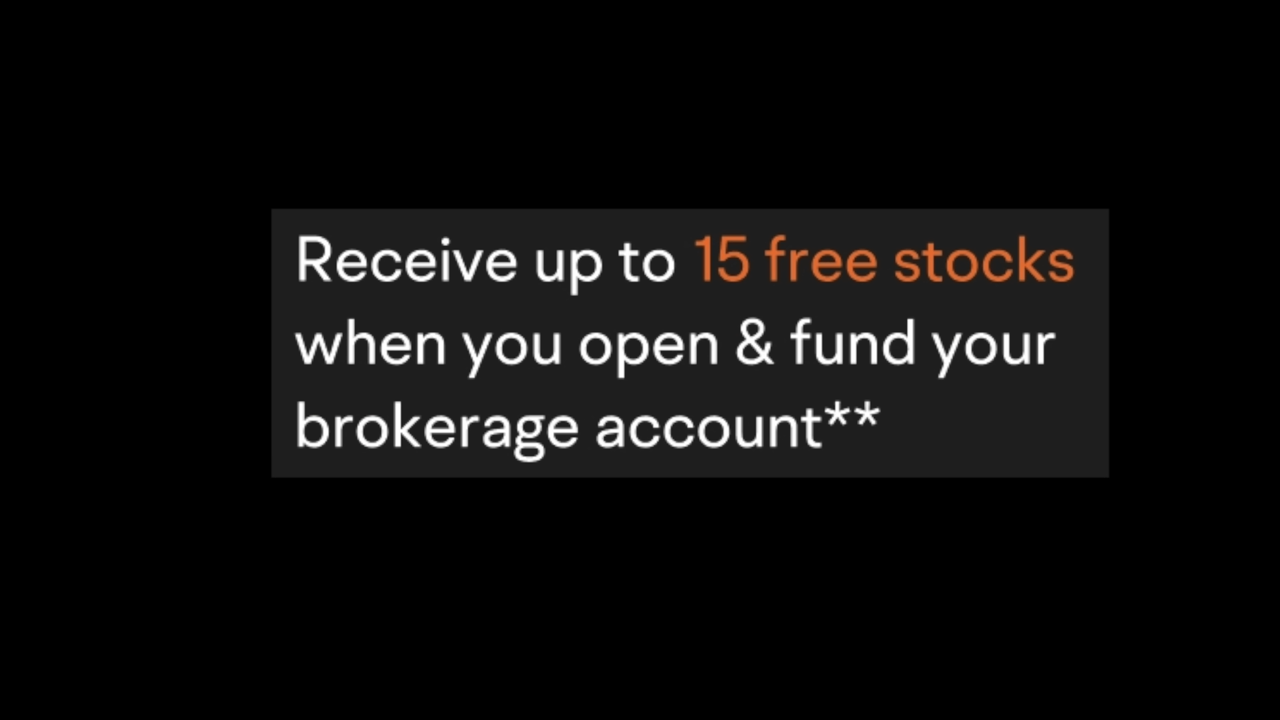 Receive up to 15 free stocks
when you open & fund your
brokerage account**